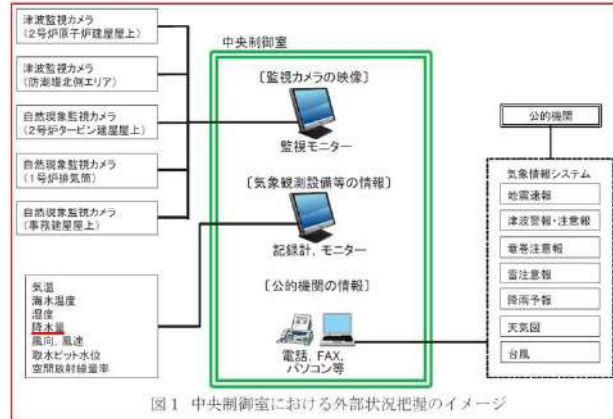 津波監視カメラ
(2号炉原子炉建屋屋上)
津波監視カメラ
(防潮堤北側エリア)
自然現象監視カメラ
(2号炉タービン建屋屋上)
自然現象監視カメラ
(1号炉排気筒)
自然現象監視カメラ
(事務建屋屋上)
気温
海水温度
湿度
降水量
風向，風速
取水ピット水位
空間放射線量率
中央制御室
〔監視カメラの映像〕
監視モニター
〔気象観測設備等の情報〕
記録計，モニター
〔公的機関の情報〕
電話，FAX，
パソコン等
公的機関
気象情報システム
地震速報
津波警報・注意報
竜巻注意報
雷注意報
降雨予報
天気図
台風
図1 中央制御室における外部状況把握のイメージ